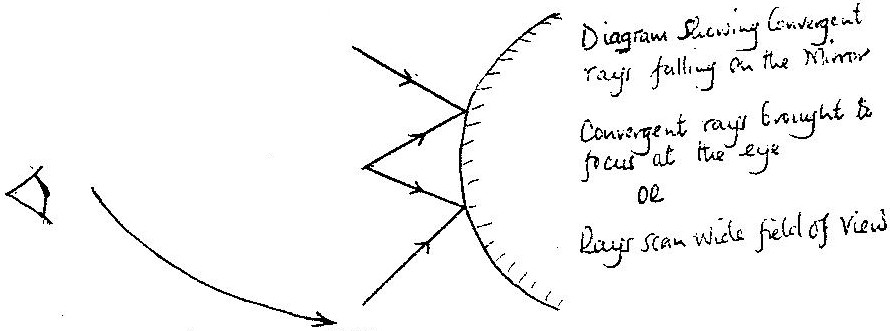 Diagram Showing Convergent
rays falling on the Mirror
Convergent rays brought to
focus at the eye
OR
Rays scan wide field of View